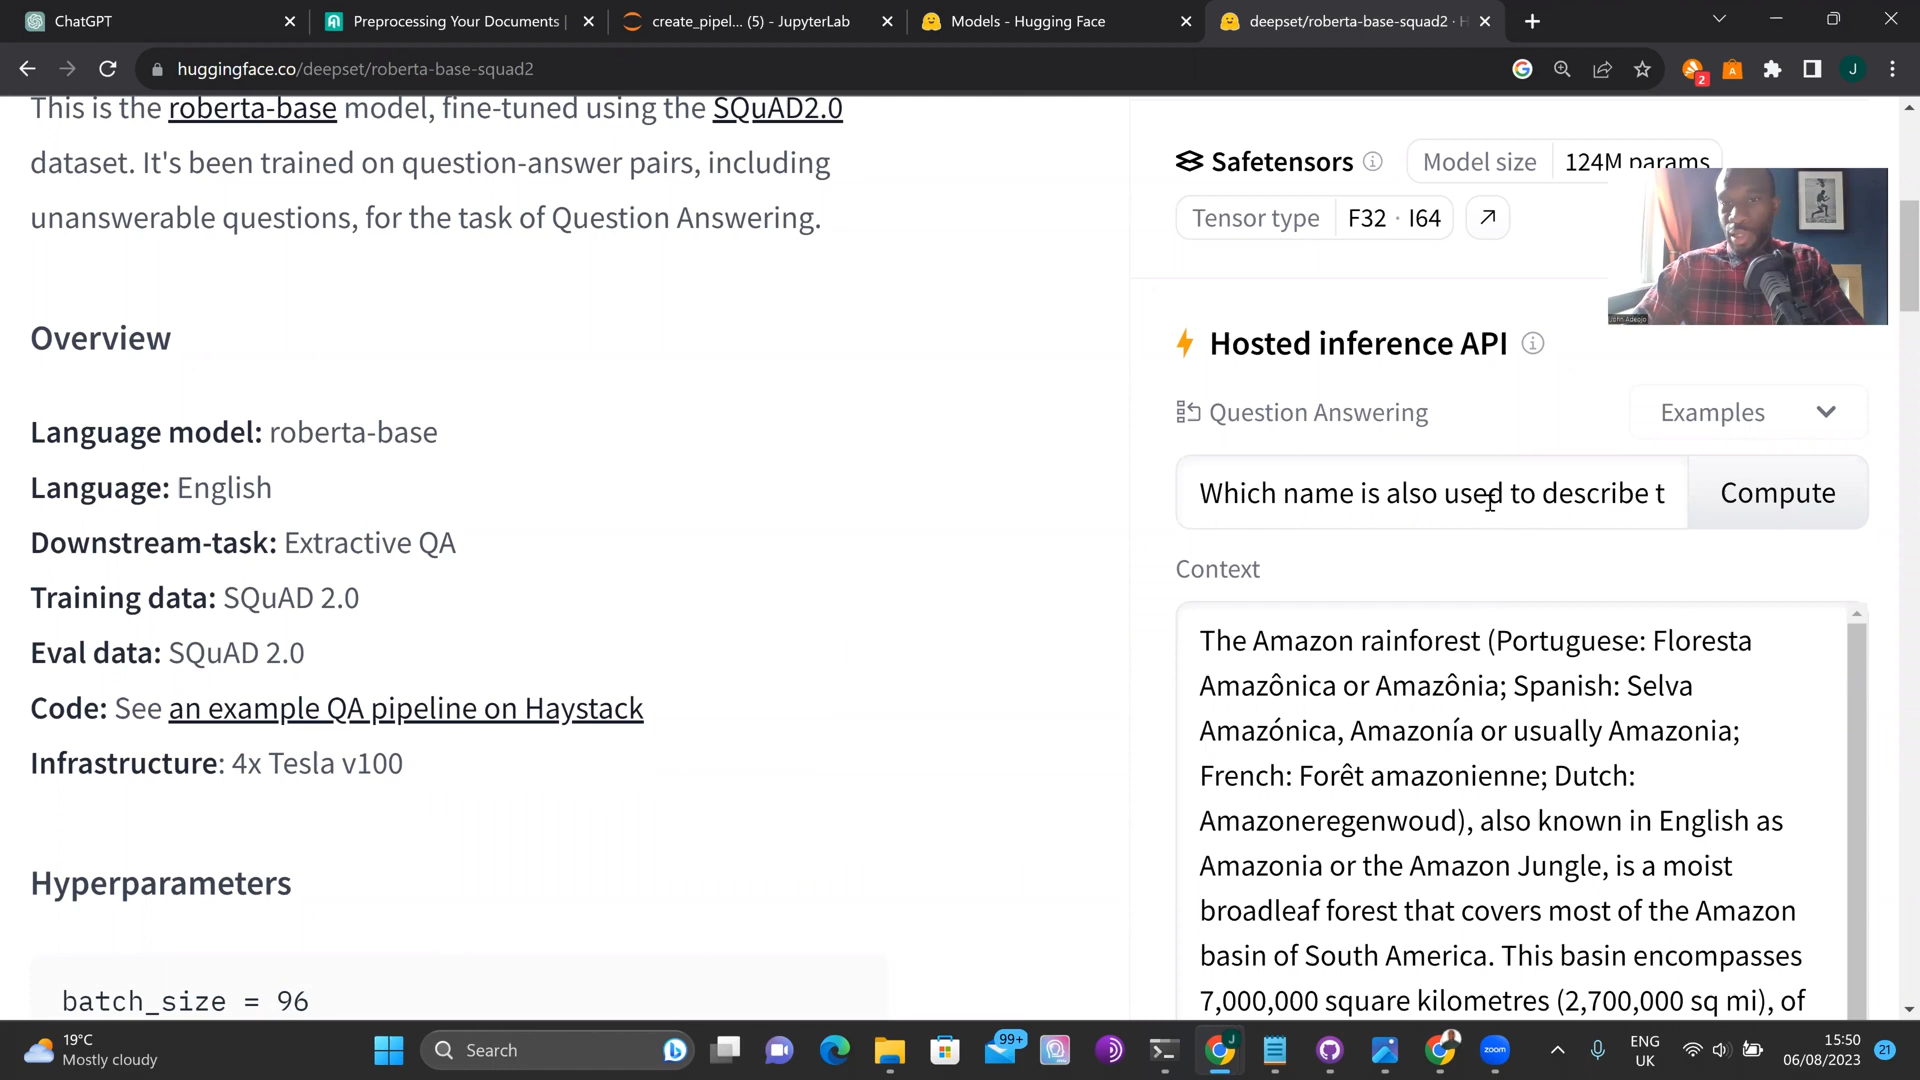 ChatGPT
Preprocessing Your Documents |
create_pipel... (5) - JupyterLab
Models - Hugging Face
deepset/roberta-base-squad2 · H
huggingface.co/deepset/roberta-base-squad2
2
A
J
This is the roberta-base model, fine-tuned using the SQuAD2.0
dataset. It's been trained on question-answer pairs, including
unanswerable questions, for the task of Question Answering.
Overview
Language model: roberta-base
Language: English
Downstream-task: Extractive QA
Training data: SQuAD 2.0
Eval data: SQuAD 2.0
Code: See an example QA pipeline on Haystack
Infrastructure: 4x Tesla v100
Hyperparameters
batch_size = 96
Safetensors
Model size 124M params
Tensor type F32 · I64
John Adeojo
Hosted inference API
Question Answering
Examples
Which name is also used to describe t
Compute
Context
The Amazon rainforest (Portuguese: Floresta
Amazônica or Amazônia; Spanish: Selva
Amazónica, Amazonía or usually Amazonia;
French: Forêt amazonienne; Dutch:
Amazoneregenwoud), also known in English as
Amazonia or the Amazon Jungle, is a moist
broadleaf forest that covers most of the Amazon
basin of South America. This basin encompasses
7,000,000 square kilometres (2,700,000 sq mi), of
19°C
Mostly cloudy
Search
99+
J
zoom
ENG
UK
15:50
06/08/2023
21